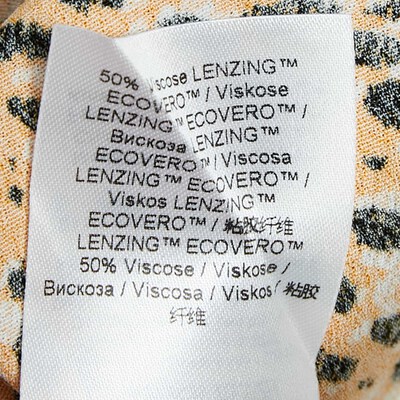 50% Viscose LENZING™
ECOVERO™ / Viskose
LENZING™ ECOVERO™ /
Вискоза LENZING™
ECOVERO™ / Viscosa
LENZING™ ECOVERO™ /
Viskos LENZING™
ECOVERO™ / 粘胶纤维
LENZING™ ECOVERO™
50% Viscose / Viskose /
Вискоза / Viscosa / Viskos / 粘胶
纤维